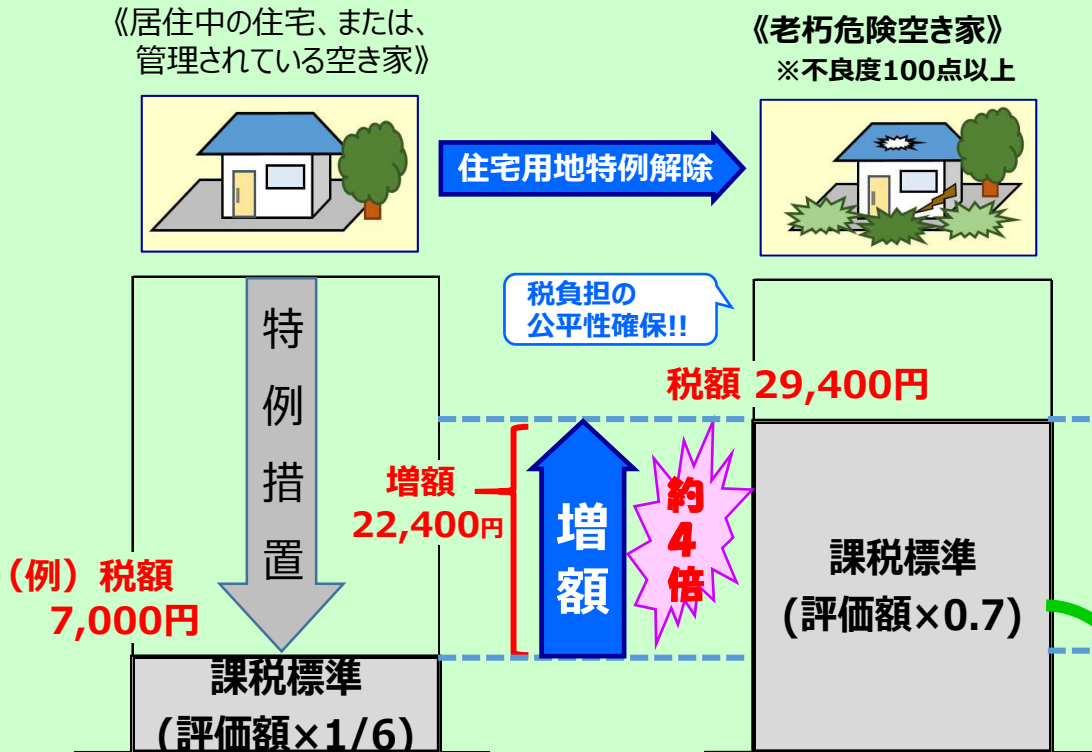 《居住中の住宅、または、
管理されている空き家》
《老朽危険空き家》
※不良度100点以上
住宅用地特例解除
税負担の
公平性確保!!
特例措置
税額 29,400円
増額
22,400円
増額
約4倍
(例)税額
7,000円
課税標準
(評価額×1/6)
課税標準
(評価額×0.7)